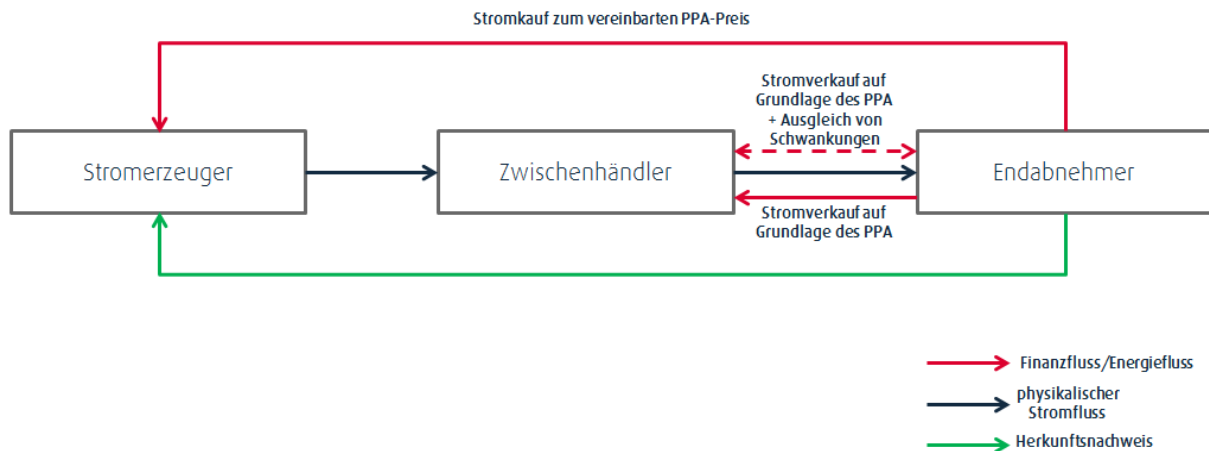 Stromkauf zum vereinbarten PPA-Preis
Stromverkauf auf
Grundlage des PPA
+ Ausgleich von
Schwankungen
Stromerzeuger
Zwischenhändler
Endabnehmer
Stromverkauf auf
Grundlage des PPA
Finanzfluss/Energiefluss
physikalischer
Stromfluss
Herkunftsnachweis